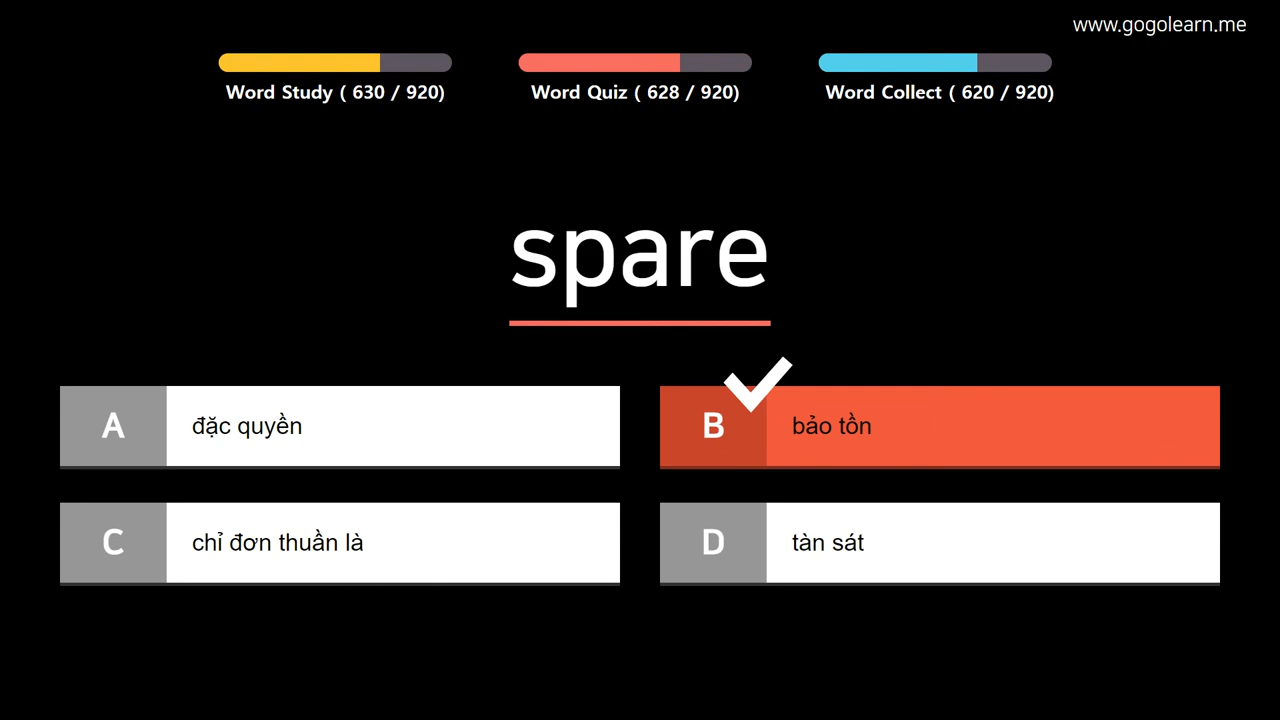 www.gogolearn.me
Word Study ( 630 / 920)
Word Quiz ( 628 / 920)
Word Collect ( 620 / 920)
spare
A đặc quyền
B bảo tồn
C chỉ đơn thuần là
D tàn sát